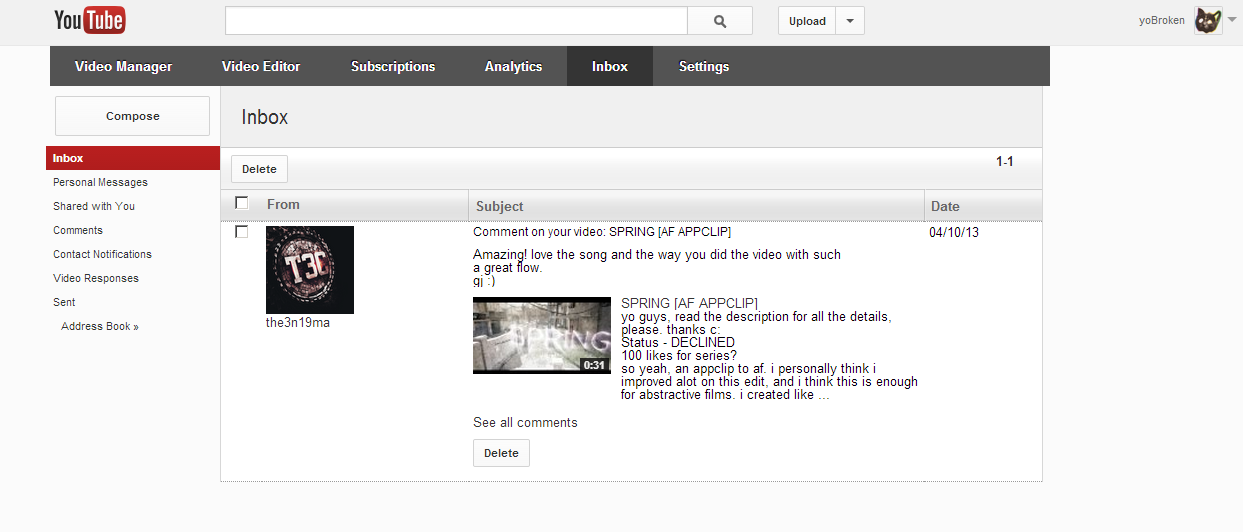 YouTube
Upload
yoBroken
Video Manager Video Editor Subscriptions Analytics Inbox Settings
Compose
Inbox
Personal Messages
Shared with You
Comments
Contact Notifications
Video Responses
Sent
Address Book »
Inbox
Delete
1-1
From Subject Date
T3C
the3n19ma
Comment on your video: SPRING [AF APPCLIP]
04/10/13
Amazing! love the song and the way you did the video with such
a great flow.
gj :)
SPRING
0:31
SPRING [AF APPCLIP]
yo guys, read the description for all the details,
please. thanks c:
Status - DECLINED
100 likes for series?
so yeah, an appclip to af. i personally think i
improved alot on this edit, and i think this is enough
for abstractive films. i created like ...
See all comments
Delete